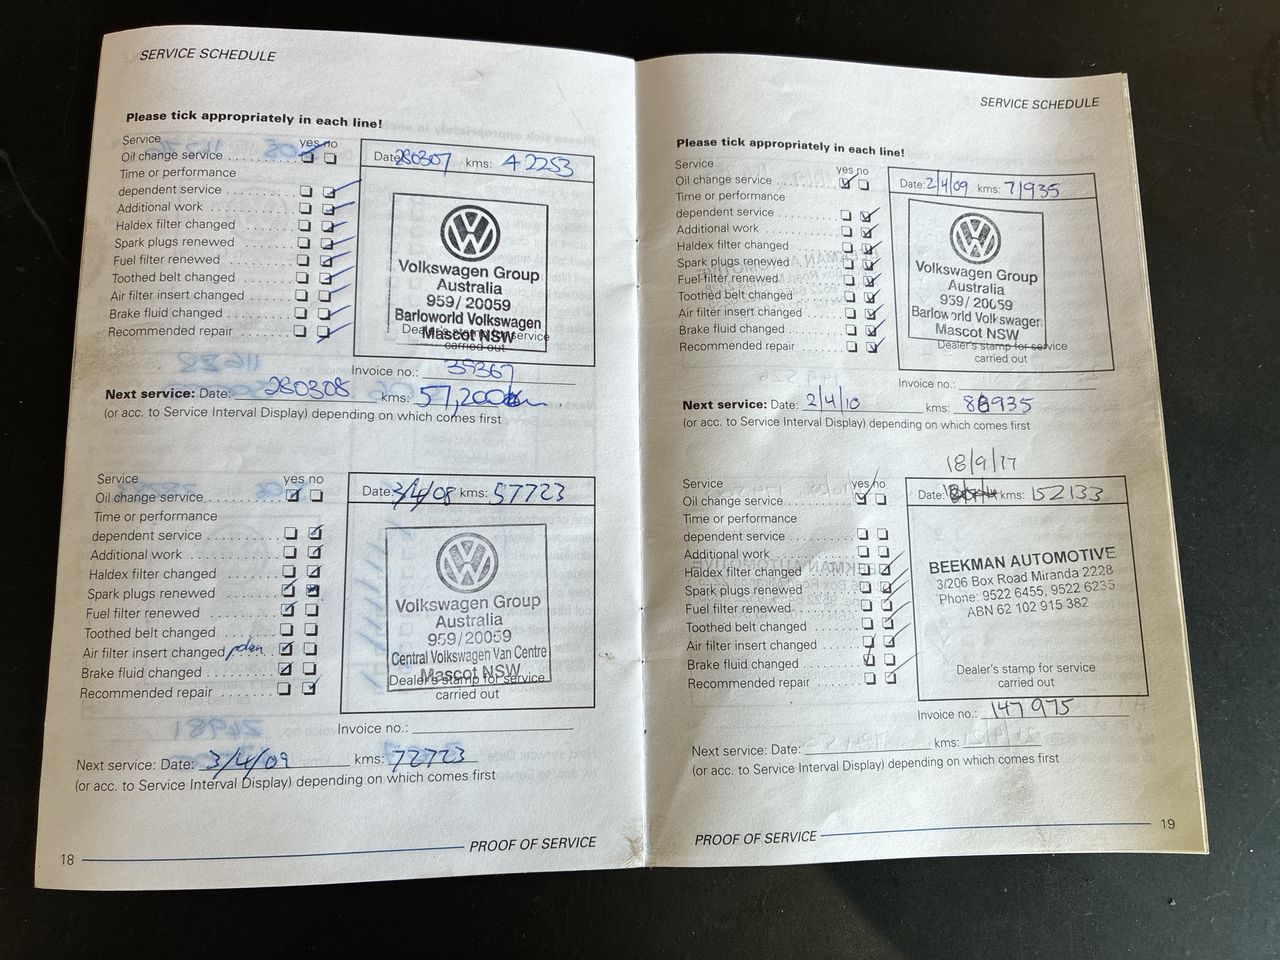 SERVICE SCHEDULE
Please tick appropriately in each line!
Service yes no
Oil change service
Time or performance
dependent service
Additional work
Haldex filter changed
Spark plugs renewed
Fuel filter renewed
Toothed belt changed
Air filter insert changed
Brake fluid changed
Recommended repair
Date: 280307 kms: 42253
Volkswagen Group
Australia
959/20059
Barloworld Volkswagen
Mascot NSW
Dealer's stamp for service
carried out
Invoice no.: 39367
Next service: Date: 280308 kms: 57,200
(or acc. to Service Interval Display) depending on which comes first
Service yes no
Oil change service
Time or performance
dependent service
Additional work
Haldex filter changed
Spark plugs renewed
Fuel filter renewed
Toothed belt changed
Air filter insert changed
Brake fluid changed
Recommended repair
Date: 3/4/08 kms: 57723
Volkswagen Group
Australia
959/20059
Central Volkswagen Van Centre
Mascot NSW
Dealer's stamp for service
carried out
Invoice no.:
Next service: Date: 3/4/09 kms: 72723
(or acc. to Service Interval Display) depending on which comes first
18 PROOF OF SERVICE
SERVICE SCHEDULE
Please tick appropriately in each line!
Service yes no
Oil change service
Time or performance
dependent service
Additional work
Haldex filter changed
Spark plugs renewed
Fuel filter renewed
Toothed belt changed
Air filter insert changed
Brake fluid changed
Recommended repair
Date: 2/4/09 kms: 71935
Volkswagen Group
Australia
959/20059
Barloworld Volkswagen
Mascot NSW
Dealer's stamp for service
carried out
Invoice no.:
Next service: Date: 2/4/10 kms: 86935
(or acc. to Service Interval Display) depending on which comes first
18/9/17
Service yes no
Oil change service
Time or performance
dependent service
Additional work
Haldex filter changed
Spark plugs renewed
Fuel filter renewed
Toothed belt changed
Air filter insert changed
Brake fluid changed
Recommended repair
Date: kms: 152133
BEEKMAN AUTOMOTIVE
3/206 Box Road Miranda 2228
Phone: 9522 6455, 9522 6235
ABN 62 102 915 382
Dealer's stamp for service
carried out
Invoice no.: 147975
Next service: Date: kms:
(or acc. to Service Interval Display) depending on which comes first
PROOF OF SERVICE 19